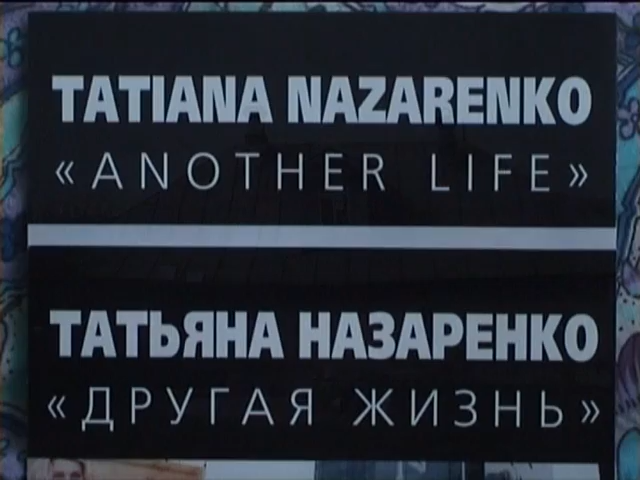 TATIANA NAZARENKO
«ANOTHER LIFE»
ТАТЬЯНА НАЗАРЕНКО
«ДРУГАЯ ЖИЗНЬ»